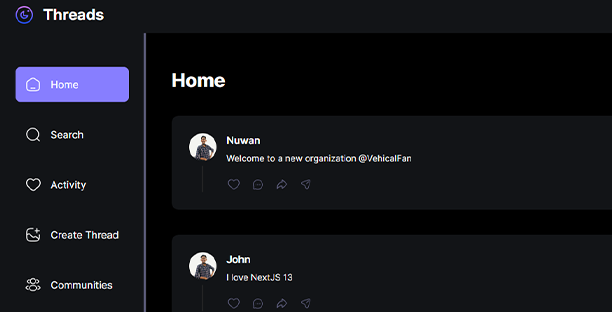 Threads
Home
Search
Activity
Create Thread
Communities
Home
Nuwan
Welcome to a new organization @VehicalFan
John
I love NextJS 13